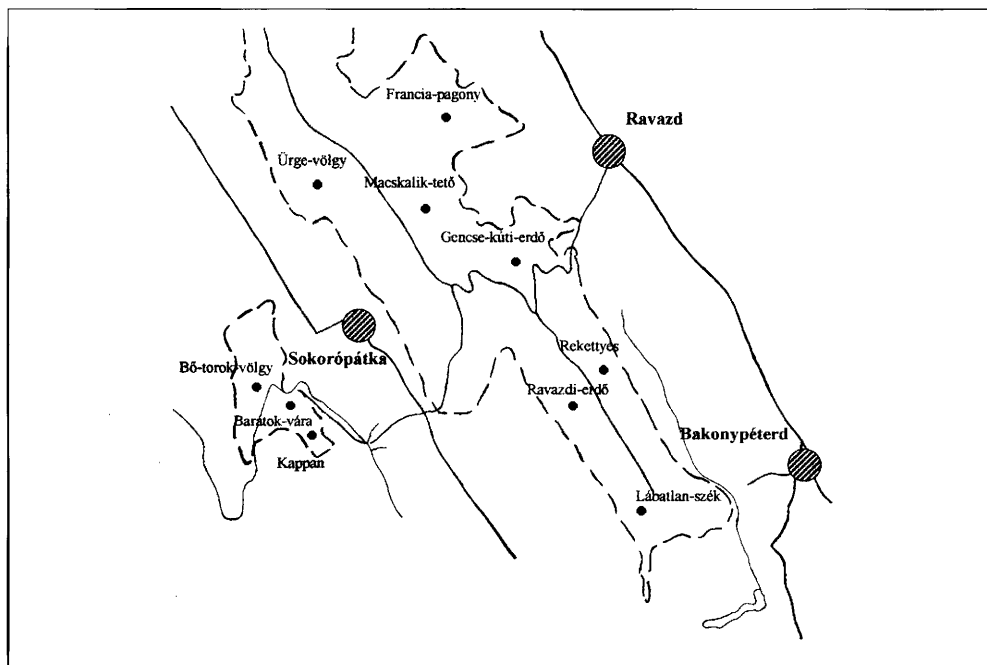 Francia-pagony
Ravazd
Ürge-völgy
Macskalik-tető
Gencse-kúti-erdő
Sokorópátka
Rekettyés
Bő-torok-völgy
Ravazdi-erdő
Barátok-vára
Bakonypéterd
Kappan
Lábatlan-szék